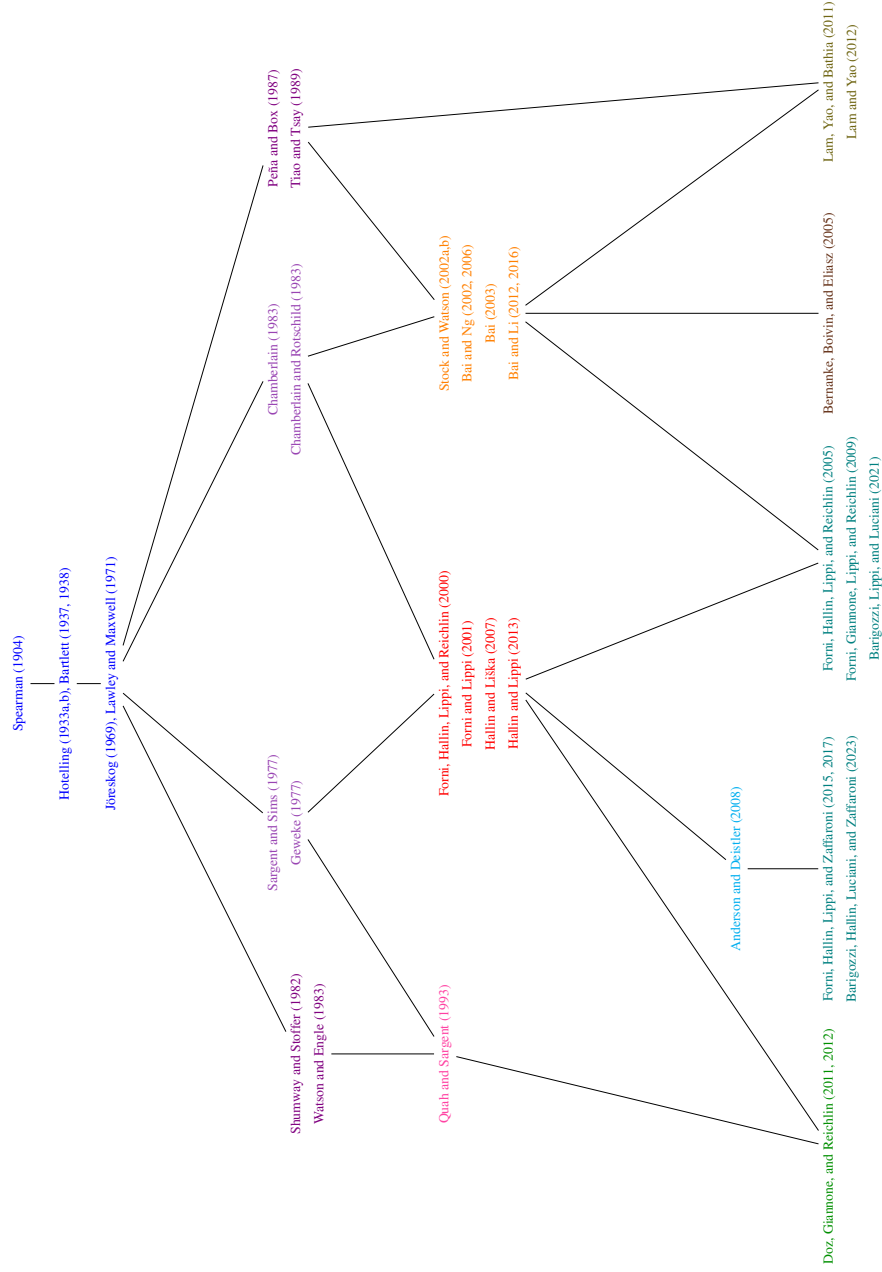 Spearman (1904)
Hotelling (1933a,b), Bartlett (1937, 1938)
Jöreskog (1969), Lawley and Maxwell (1971)
Shumway and Stoffer (1982)
Watson and Engle (1983)
Sargent and Sims (1977)
Geweke (1977)
Chamberlain (1983)
Chamberlain and Rotschild (1983)
Peña and Box (1987)
Tiao and Tsay (1989)
Quah and Sargent (1993)
Forni, Hallin, Lippi, and Reichlin (2000)
Forni and Lippi (2001)
Hallin and Liška (2007)
Hallin and Lippi (2013)
Stock and Watson (2002a,b)
Bai and Ng (2002, 2006)
Bai (2003)
Bai and Li (2012, 2016)
Anderson and Deistler (2008)
Doz, Giannone, and Reichlin (2011, 2012)
Forni, Hallin, Lippi, and Zaffaroni (2015, 2017)
Barigozzi, Hallin, Luciani, and Zaffaroni (2023)
Forni, Hallin, Lippi, and Reichlin (2005)
Forni, Giannone, Lippi, and Reichlin (2009)
Barigozzi, Lippi, and Luciani (2021)
Bernanke, Boivin, and Eliasz (2005)
Lam, Yao, and Bathia (2011)
Lam and Yao (2012)